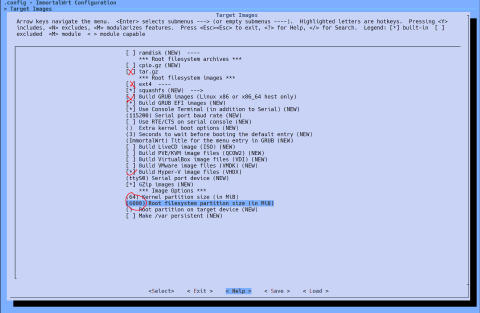 .config - ImmortalWrt Configuration
> Target Images
Target Images
Arrow keys navigate the menu. <Enter> selects submenus ---> (or empty submenus ----). Highlighted letters are hotkeys. Pressing <Y>
includes, <N> excludes, <M> modularizes features. Press <Esc><Esc> to exit, <?> for Help, </> for Search. Legend: [*] built-in [ ]
excluded <M> module < > module capable
[ ] ramdisk (NEW) ----
*** Root filesystem archives ***
[ ] cpio.gz (NEW)
tar.gz
*** Root filesystem images ***
ext4 ----
[*] squashfs (NEW) --->
Build GRUB images (Linux x86 or x86_64 host only)
[*] Build GRUB EFI images (NEW)
[*] Use Console Terminal (in addition to Serial) (NEW)
(115200) Serial port baud rate (NEW)
[ ] Use RTE/CTS on serial console (NEW)
() Extra kernel boot options (NEW)
(3) Seconds to wait before booting the default entry (NEW)
(ImmortalWrt) Title for the menu entry in GRUB (NEW)
[ ] Build LiveCD image (ISO) (NEW)
[ ] Build PVE/KVM image files (QCOW2) (NEW)
[ ] Build VirtualBox image files (VDI) (NEW)
[ ] Build VMware image files (VMDK) (NEW)
[*] Build Hyper-V image files (VHDX)
(ttyS0) Serial port device (NEW)
[*] GZip images (NEW)
*** Image Options ***
(64) Kernel partition size (in MiB)
(6000) Root filesystem partition size (in MiB)
() Root partition on target device (NEW)
[ ] Make /var persistent (NEW)
<Select> < Exit > < Help > < Save > < Load >